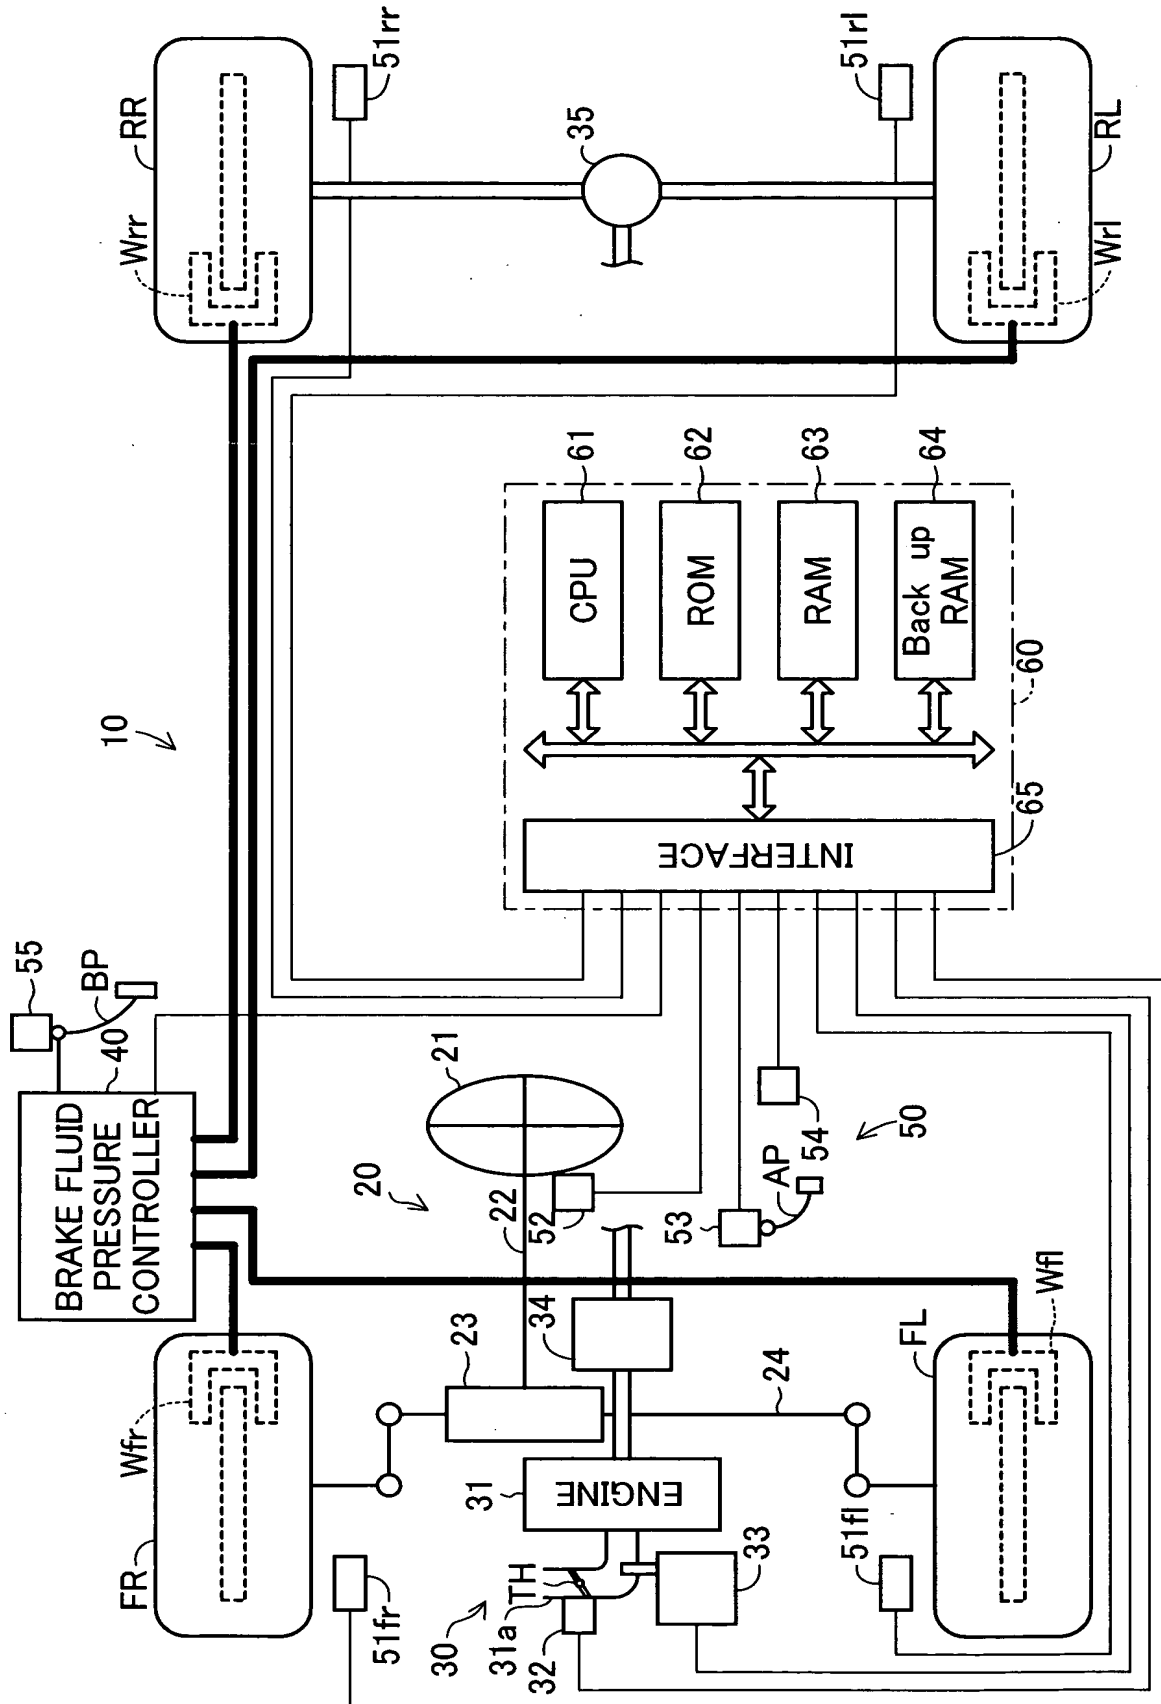 10
55
BP
40
BRAKE FLUID
PRESSURE
CONTROLLER
FR
Wfr
51fr
RR
Wrr
51rr
20
21
22
52
23
34
24
30
31
ENGINE
31a
TH
32
33
53
AP
54
50
35
CPU
61
ROM
62
RAM
63
Back up
RAM
64
INTERFACE
65
60
FL
Wfl
51fl
RL
Wrl
51rl